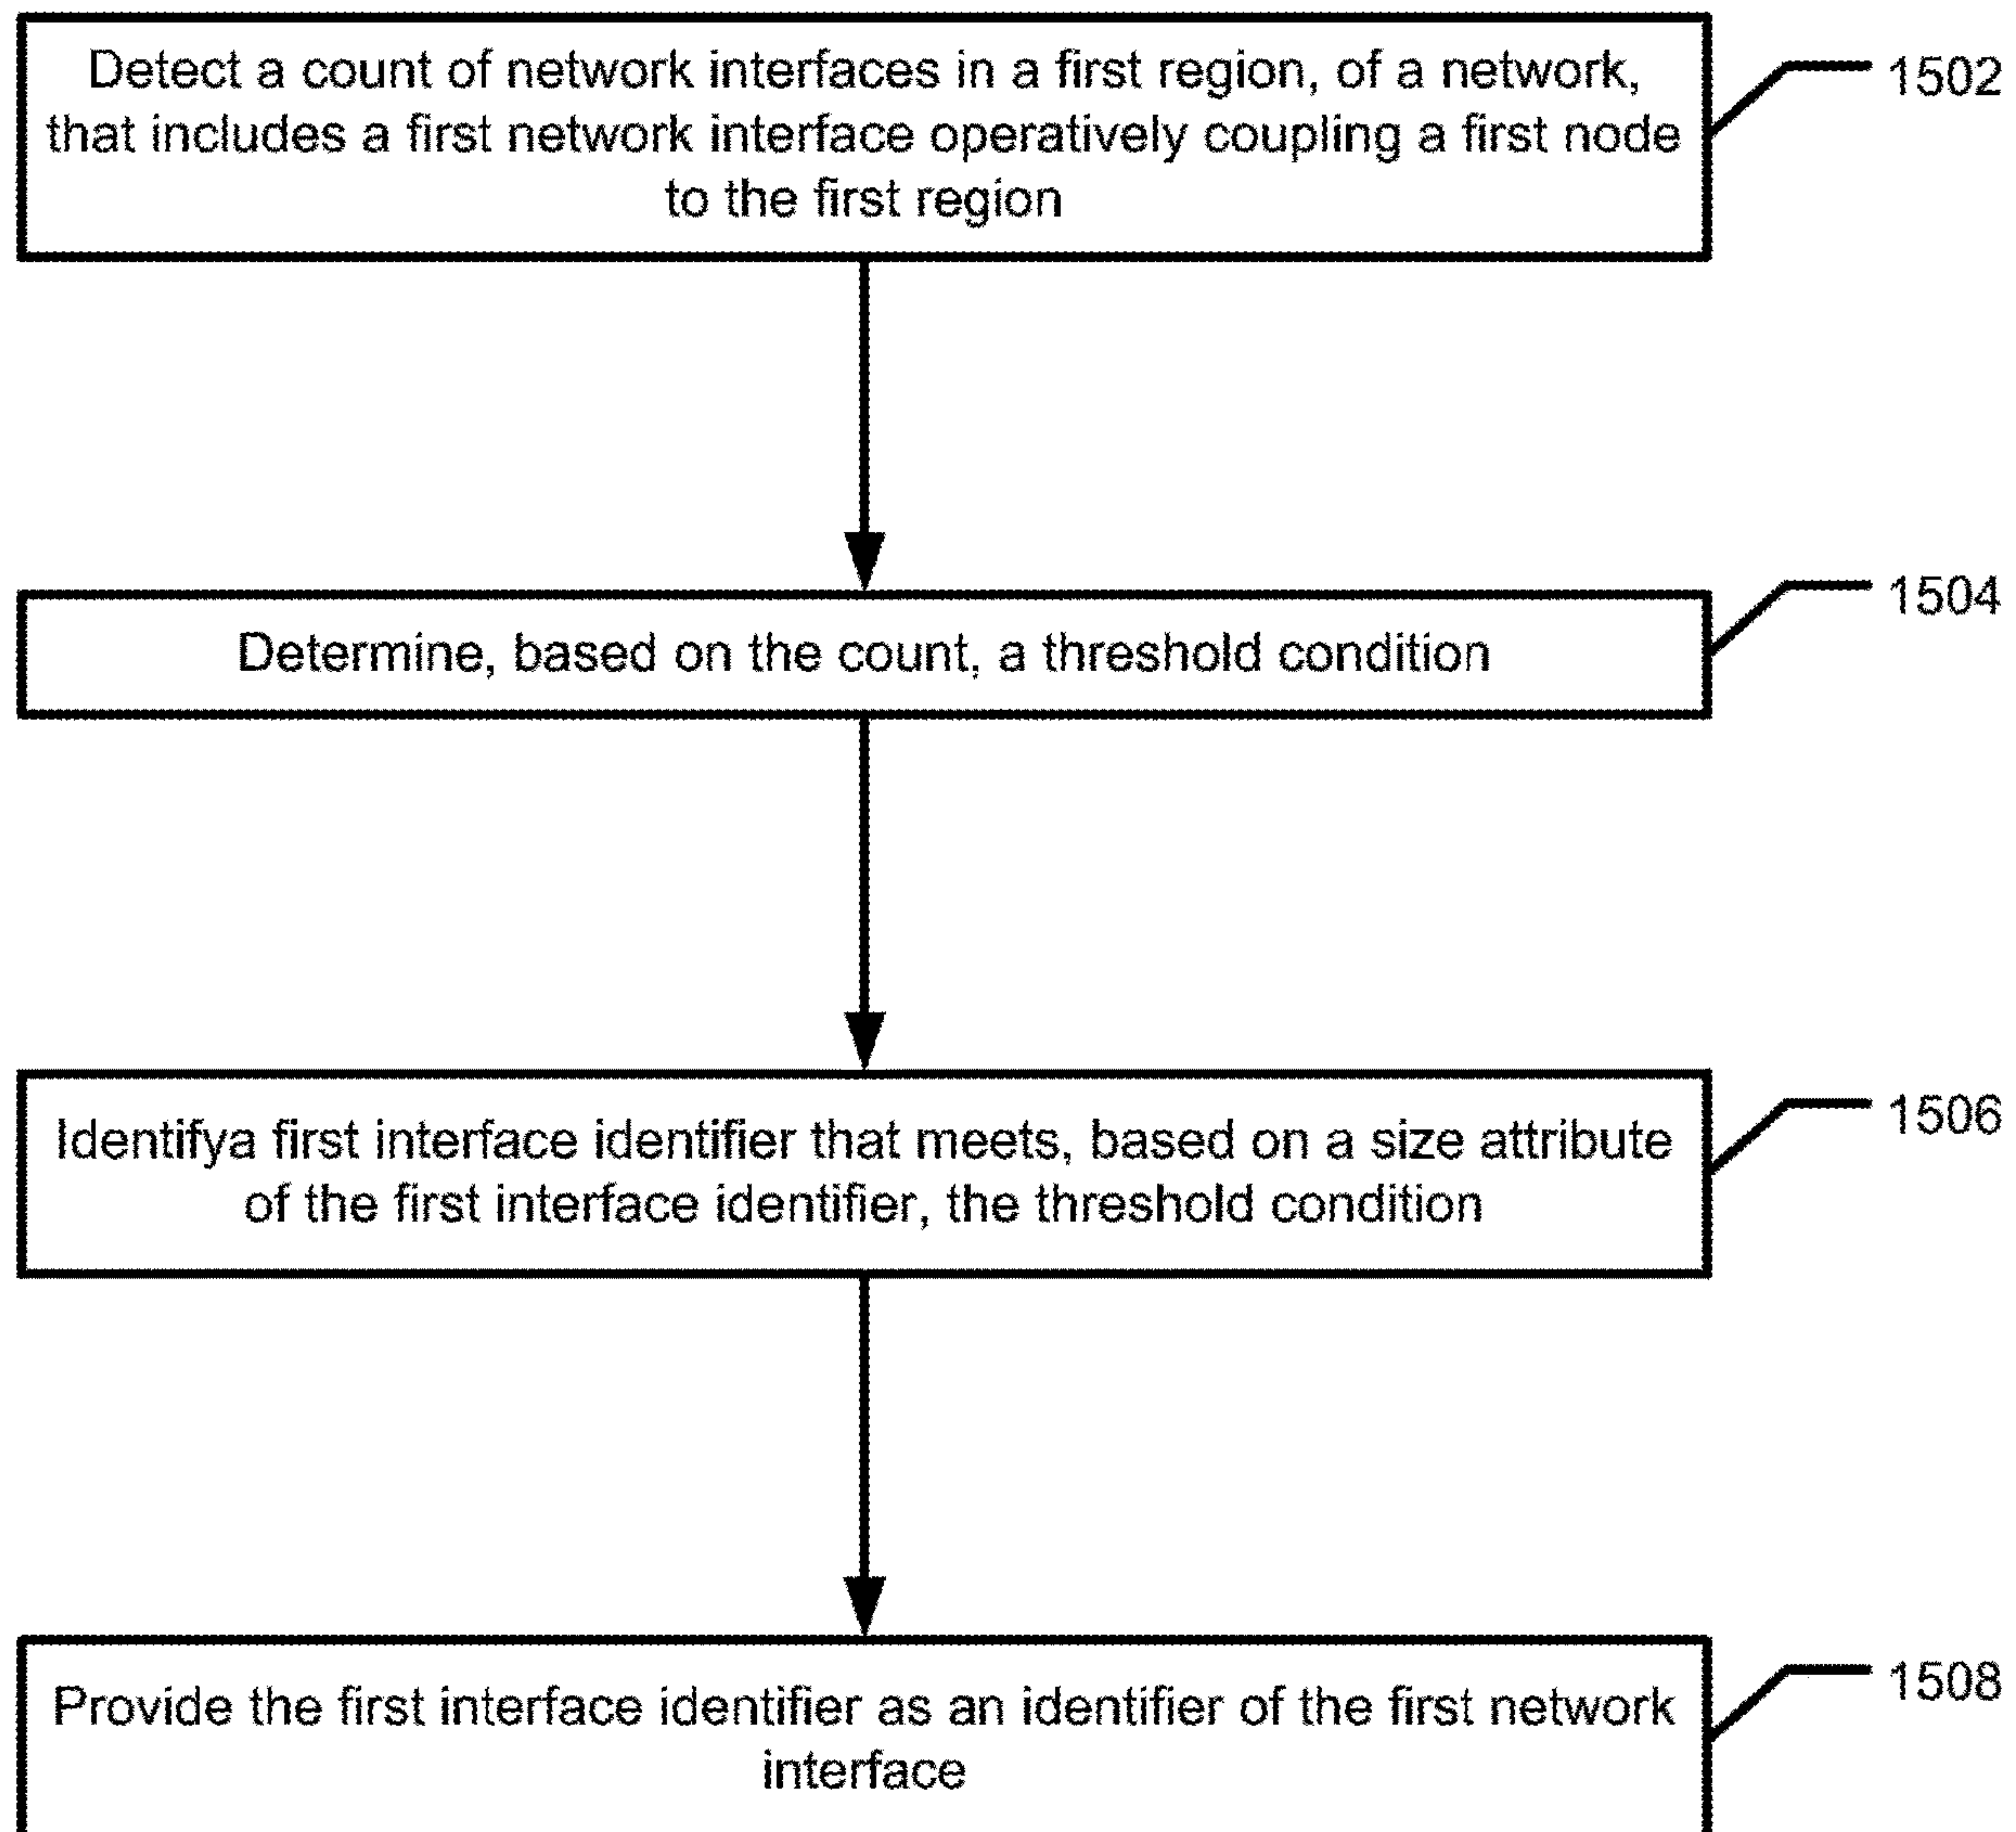 Detect a count of network interfaces in a first region, of a network,
that includes a first network interface operatively coupling a first node
to the first region
1502
Determine, based on the count, a threshold condition
1504
Identifya first interface identifier that meets, based on a size attribute
of the first interface identifier, the threshold condition
1506
Provide the first interface identifier as an identifier of the first network
interface
1508